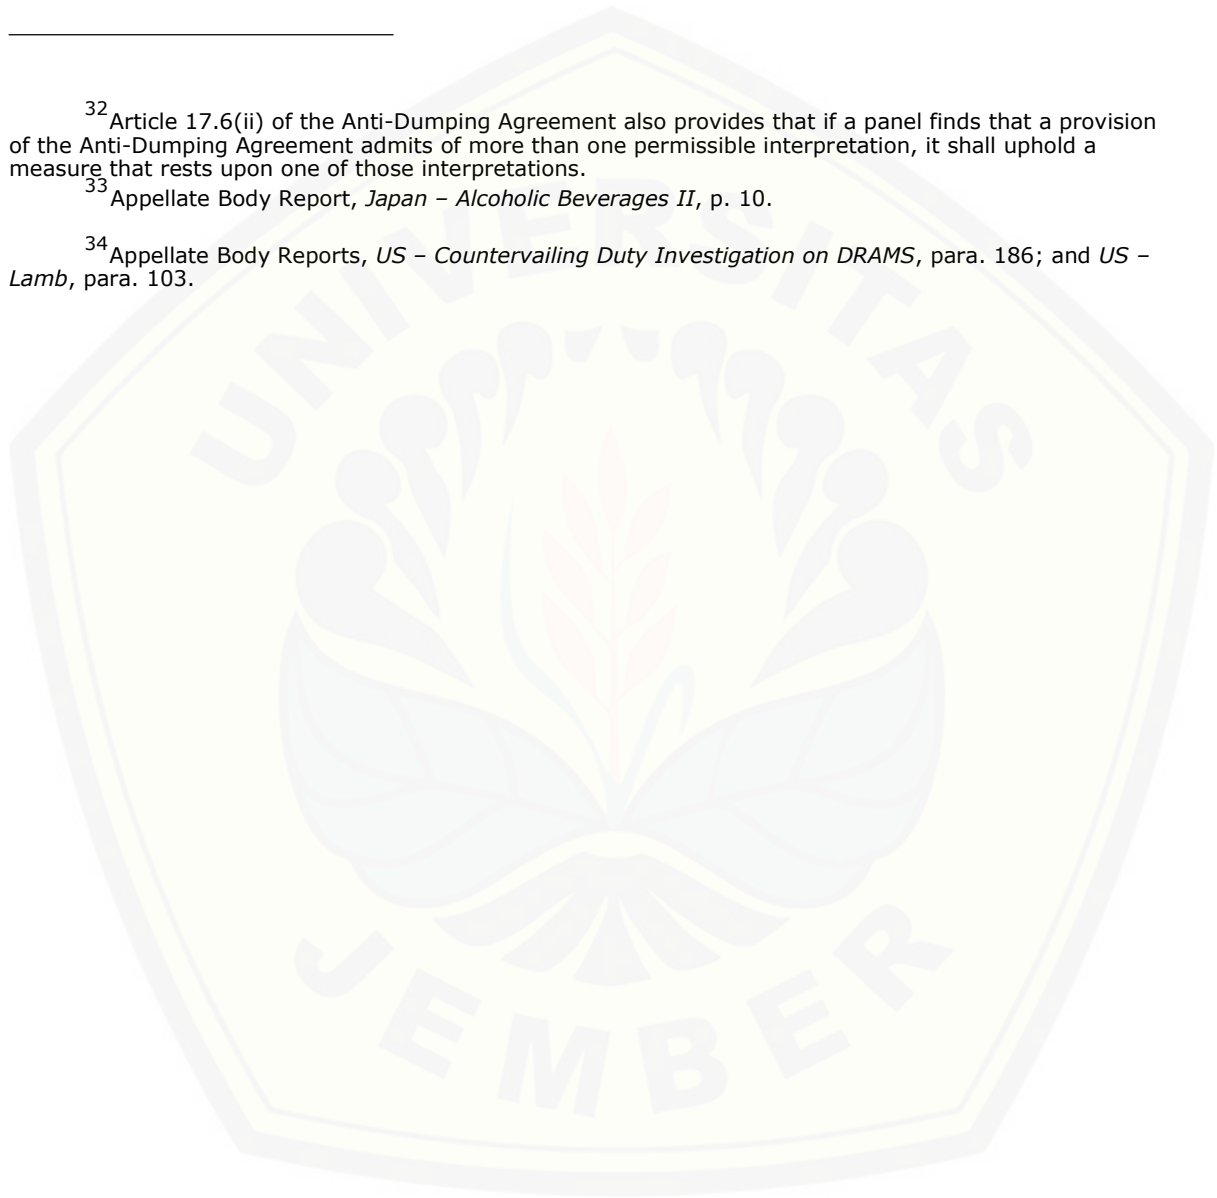 32Article 17.6(ii) of the Anti-Dumping Agreement also provides that if a panel finds that a provision
of the Anti-Dumping Agreement admits of more than one permissible interpretation, it shall uphold a
measure that rests upon one of those interpretations.
33Appellate Body Report, Japan – Alcoholic Beverages II, p. 10.
34Appellate Body Reports, US – Countervailing Duty Investigation on DRAMS, para. 186; and US –
Lamb, para. 103.
UNIVERSITAS
JEMBER